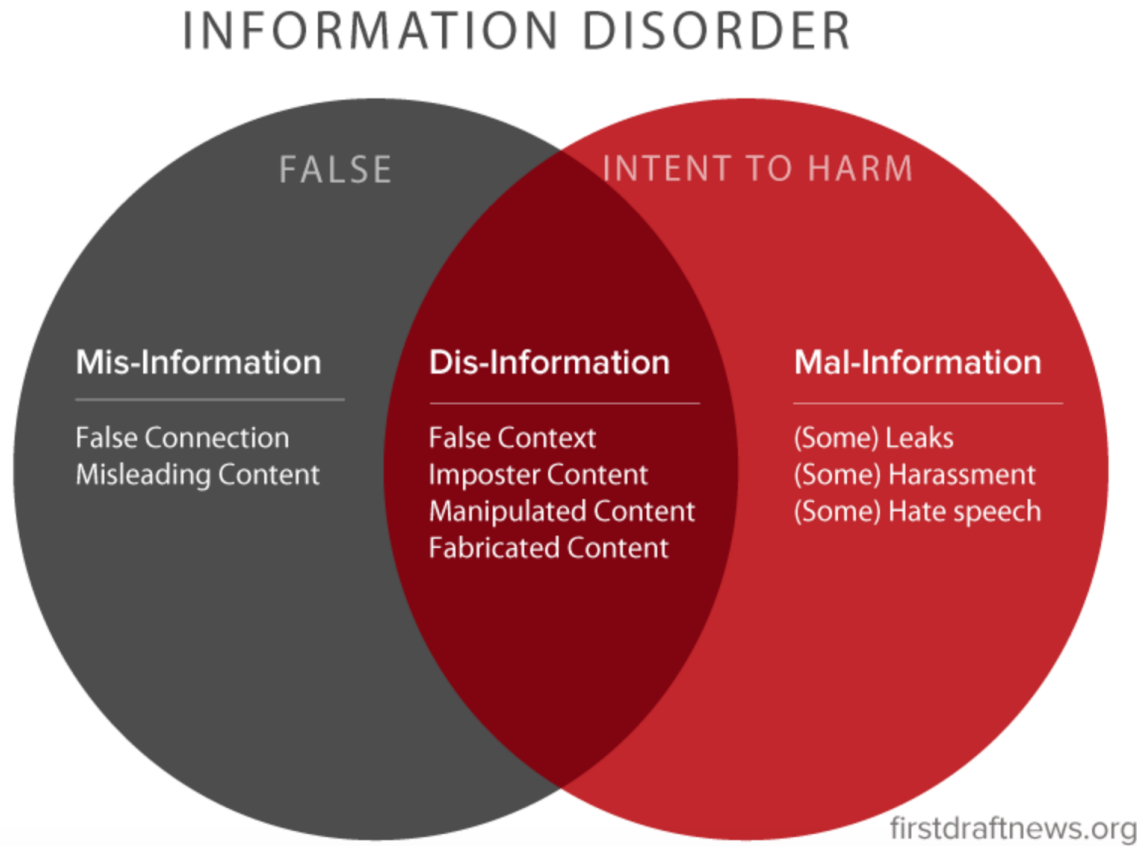 INFORMATION DISORDER
FALSE
INTENT TO HARM
Mis-Information
False Connection
Misleading Content
Dis-Information
False Context
Imposter Content
Manipulated Content
Fabricated Content
Mal-Information
(Some) Leaks
(Some) Harassment
(Some) Hate speech
firstdraftnews.org